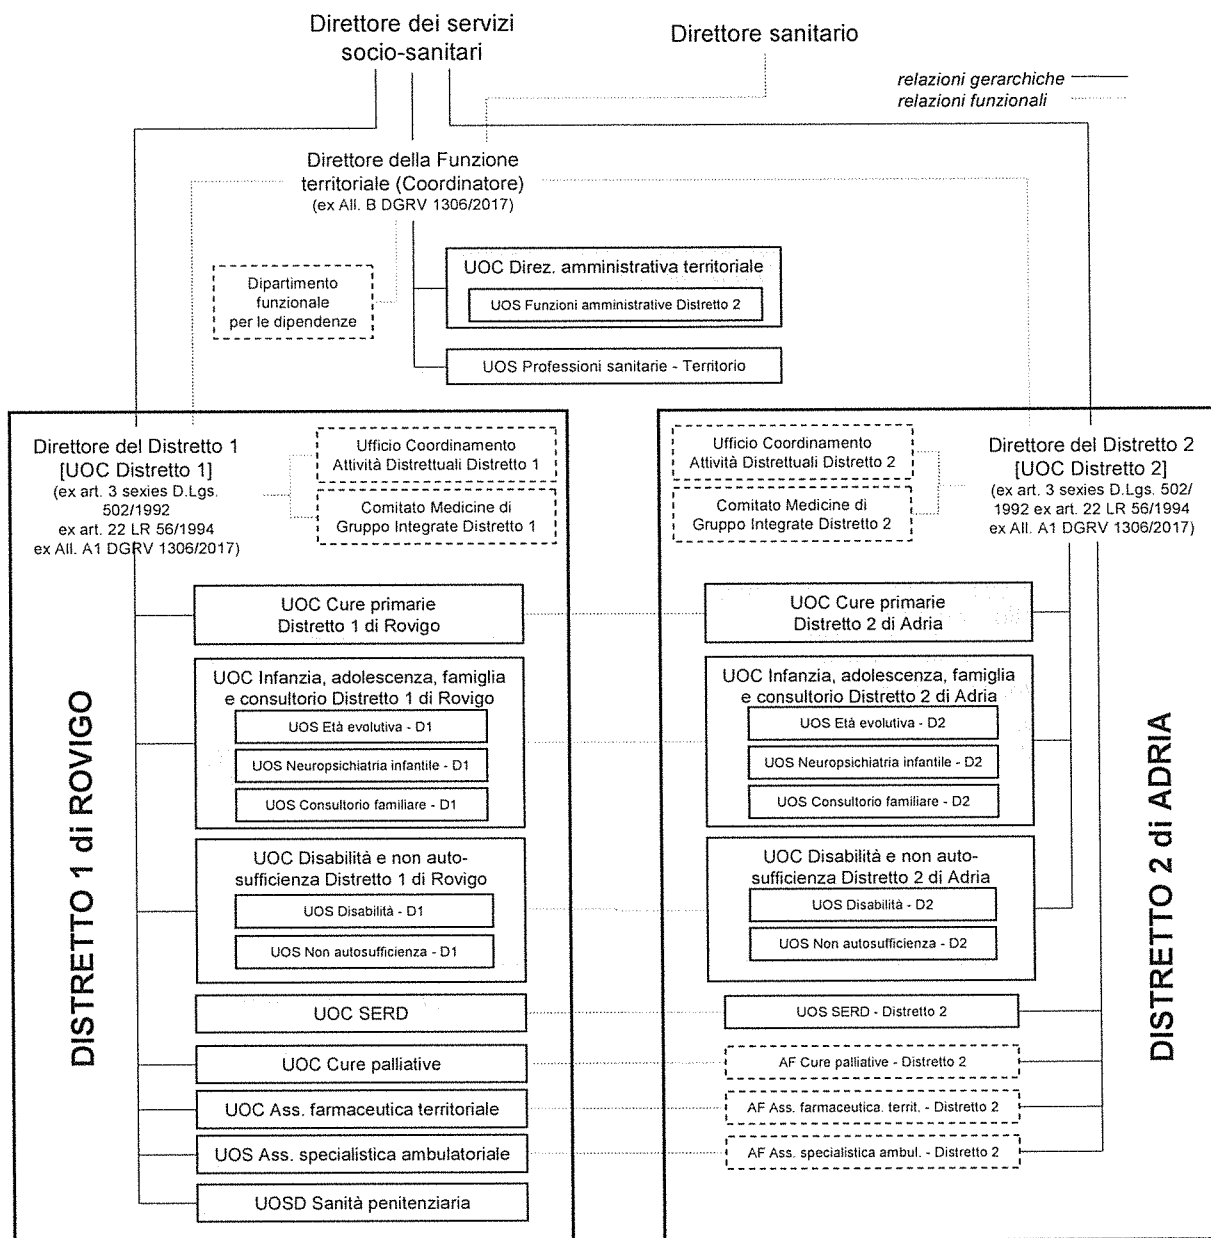 Direttore dei servizi
socio-sanitari
Direttore sanitario
relazioni gerarchiche
relazioni funzionali
Direttore della Funzione
territoriale (Coordinatore)
(ex All. B DGRV 1306/2017)
Dipartimento
funzionale
per le dipendenze
UOC Direz. amministrativa territoriale
UOS Funzioni amministrative Distretto 2
UOS Professioni sanitarie - Territorio
DISTRETTO 1 di ROVIGO
Direttore del Distretto 1
[UOC Distretto 1]
(ex art. 3 sexies D.Lgs.
502/1992
ex art. 22 LR 56/1994
ex All. A1 DGRV 1306/2017)
Ufficio Coordinamento
Attività Distrettuali Distretto 1
Comitato Medicine di
Gruppo Integrate Distretto 1
UOC Cure primarie
Distretto 1 di Rovigo
UOC Infanzia, adolescenza, famiglia
e consultorio Distretto 1 di Rovigo
UOS Età evolutiva - D1
UOS Neuropsichiatria infantile - D1
UOS Consultorio familiare - D1
UOC Disabilità e non auto-
sufficienza Distretto 1 di Rovigo
UOS Disabilità - D1
UOS Non autosufficienza - D1
UOC SERD
UOC Cure palliative
UOC Ass. farmaceutica territoriale
UOS Ass. specialistica ambulatoriale
UOSD Sanità penitenziaria
Ufficio Coordinamento
Attività Distrettuali Distretto 2
Comitato Medicine di
Gruppo Integrate Distretto 2
Direttore del Distretto 2
[UOC Distretto 2]
(ex art. 3 sexies D.Lgs. 502/
1992 ex art. 22 LR 56/1994
ex All. A1 DGRV 1306/2017)
UOC Cure primarie
Distretto 2 di Adria
UOC Infanzia, adolescenza, famiglia
e consultorio Distretto 2 di Adria
UOS Età evolutiva - D2
UOS Neuropsichiatria infantile - D2
UOS Consultorio familiare - D2
UOC Disabilità e non auto-
sufficienza Distretto 2 di Adria
UOS Disabilità - D2
UOS Non autosufficienza - D2
UOS SERD - Distretto 2
AF Cure palliative - Distretto 2
AF Ass. farmaceutica. territ. - Distretto 2
AF Ass. specialistica ambul. - Distretto 2
DISTRETTO 2 di ADRIA